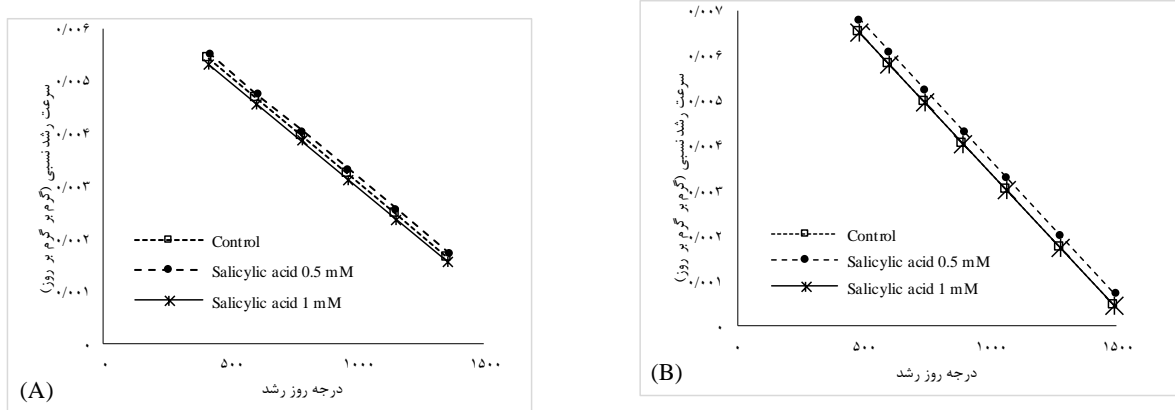 سرعت رشد نسبی (گرم بر گرم بر روز)
۰/۰۰۶
۰/۰۰۵
۰/۰۰۴
۰/۰۰۳
۰/۰۰۲
۰/۰۰۱
۰
Control
Salicylic acid 0.5 mM
Salicylic acid 1 mM
۰ ۵۰۰ ۱۰۰۰ ۱۵۰۰
درجه روز رشد
(A)
سرعت رشد نسبی (گرم بر گرم بر روز)
۰/۰۰۷
۰/۰۰۶
۰/۰۰۵
۰/۰۰۴
۰/۰۰۳
۰/۰۰۲
۰/۰۰۱
۰
Control
Salicylic acid 0.5 mM
Salicylic acid 1 mM
۰ ۵۰۰ ۱۰۰۰ ۱۵۰۰
درجه روز رشد
(B)